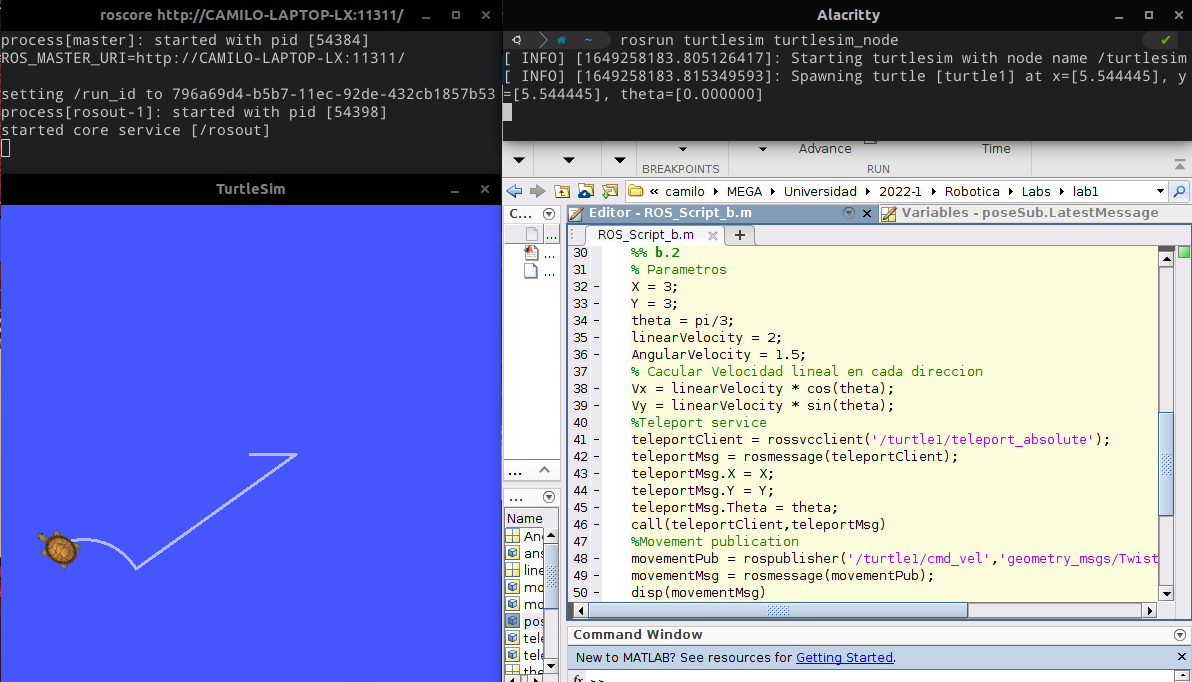 roscore http://CAMILO-LAPTOP-LX:11311/
process[master]: started with pid [54384]
ROS_MASTER_URI=http://CAMILO-LAPTOP-LX:11311/
setting /run_id to 796a69d4-b5b7-11ec-92de-432cb1857b53
process[rosout-1]: started with pid [54398]
started core service [/rosout]
Alacritty
~ rosrun turtlesim turtlesim_node
[ INFO] [1649258183.805126417]: Starting turtlesim with node name /turtlesim
[ INFO] [1649258183.815349593]: Spawning turtle [turtle1] at x=[5.544445], y
=[5.544445], theta=[0.000000]
TurtleSim
Advance
Time
BREAKPOINTS
RUN
« camilo MEGA Universidad 2022-1 Robotica Labs lab1
C...
Editor - ROS_Script_b.m
Variables - poseSub.LatestMessage
ROS_Script_b.m
30 %% b.2
31 % Parametros
32 - X = 3;
33 - Y = 3;
34 - theta = pi/3;
35 - linearVelocity = 2;
36 - AngularVelocity = 1.5;
37 % Cacular Velocidad lineal en cada direccion
38 - Vx = linearVelocity * cos(theta);
39 - Vy = linearVelocity * sin(theta);
40 %Teleport service
41 - teleportClient = rossvcclient('/turtle1/teleport_absolute');
42 - teleportMsg = rosmessage(teleportClient);
43 - teleportMsg.X = X;
44 - teleportMsg.Y = Y;
45 - teleportMsg.Theta = theta;
46 - call(teleportClient,teleportMsg)
47 %Movement publication
48 - movementPub = rospublisher('/turtle1/cmd_vel','geometry_msgs/Twist
49 - movementMsg = rosmessage(movementPub);
50 - disp(movementMsg)
...
...
...
...
...
Name
An
ans
line
mo
mo
pos
tele
tele
the
Command Window
New to MATLAB? See resources for Getting Started.
fx >>